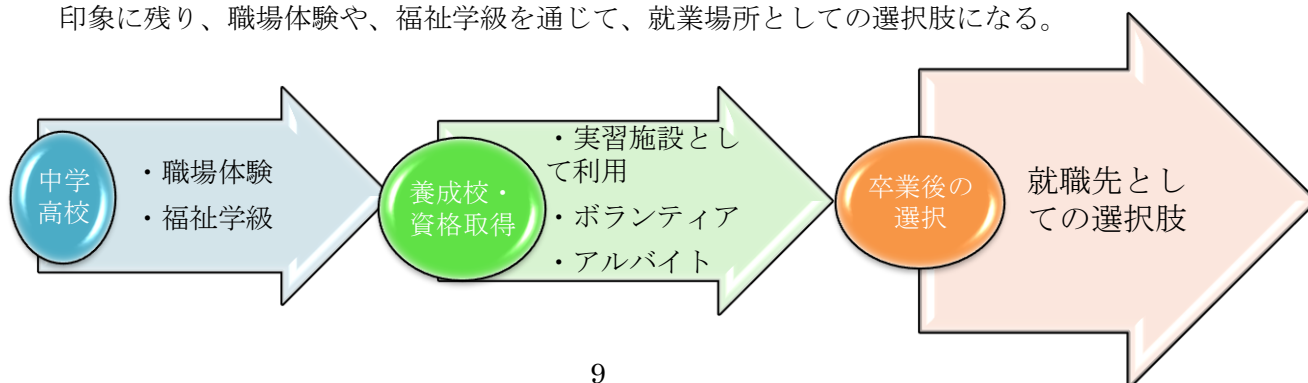 印象に残り、職場体験や、福祉学級を通じて、就業場所としての選択肢になる。
中学
高校
・職場体験
・福祉学級
養成校・
資格取得
・実習施設とし
て利用
・ボランティア
・アルバイト
卒業後の
選択
就職先とし
ての選択肢
9